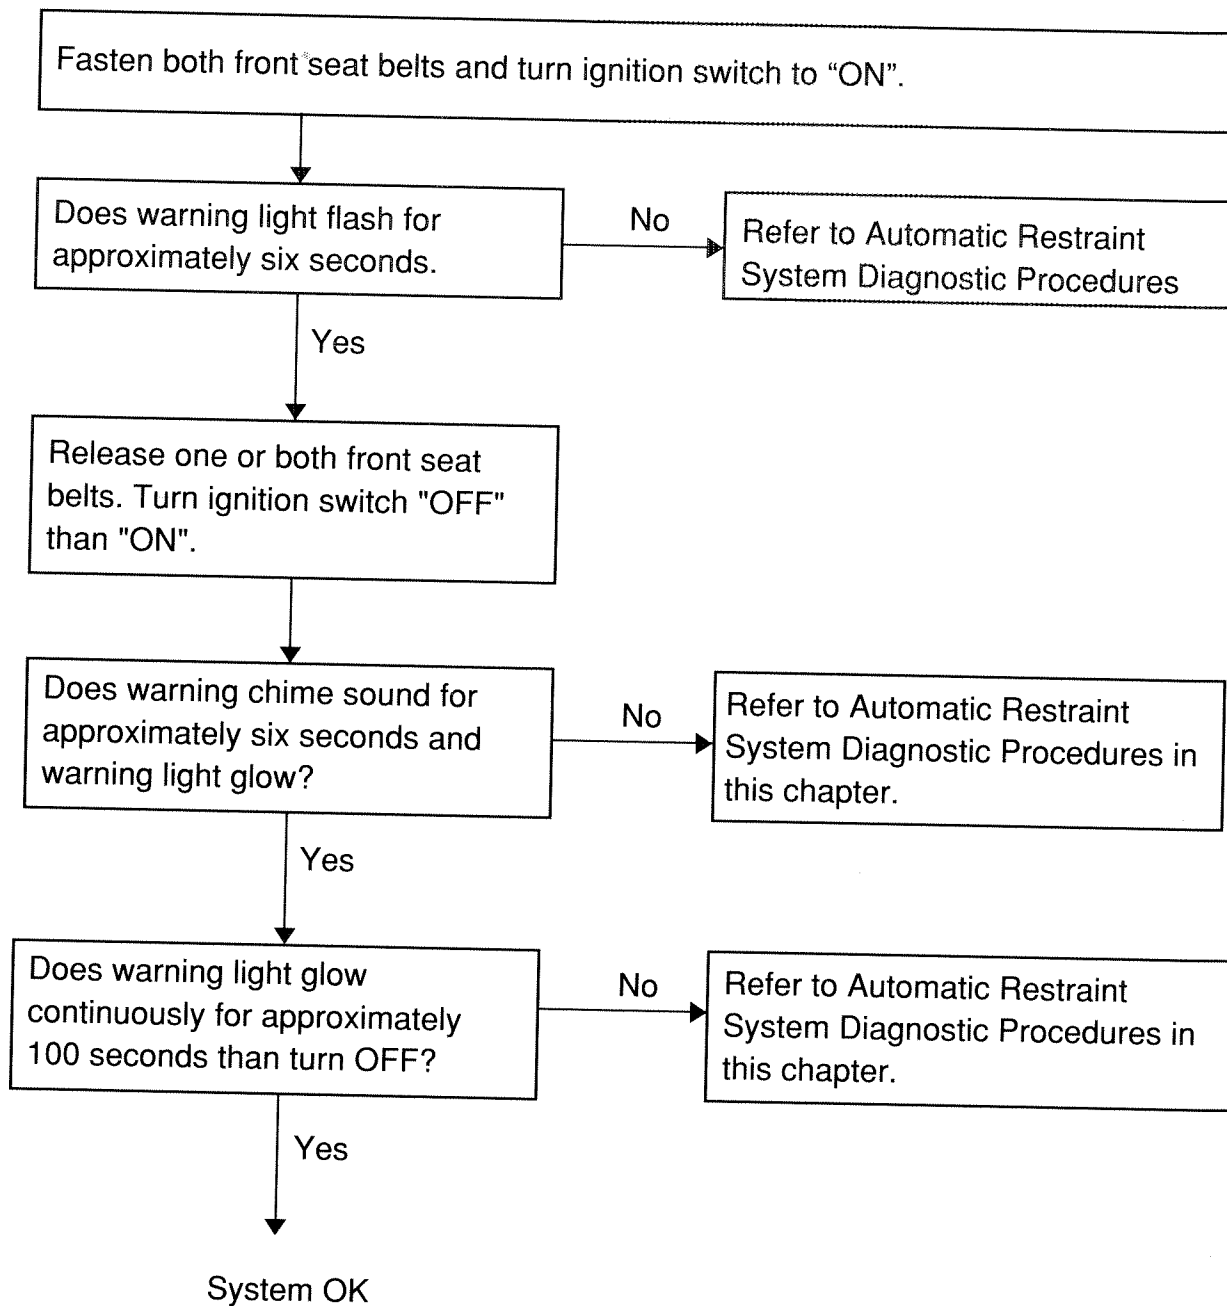 Fasten both front seat belts and turn ignition switch to “ON”.
Does warning light flash for
approximately six seconds.
No
Refer to Automatic Restraint
System Diagnostic Procedures
Yes
Release one or both front seat
belts. Turn ignition switch "OFF"
than "ON".
Does warning chime sound for
approximately six seconds and
warning light glow?
No
Refer to Automatic Restraint
System Diagnostic Procedures in
this chapter.
Yes
Does warning light glow
continuously for approximately
100 seconds than turn OFF?
No
Refer to Automatic Restraint
System Diagnostic Procedures in
this chapter.
Yes
System OK